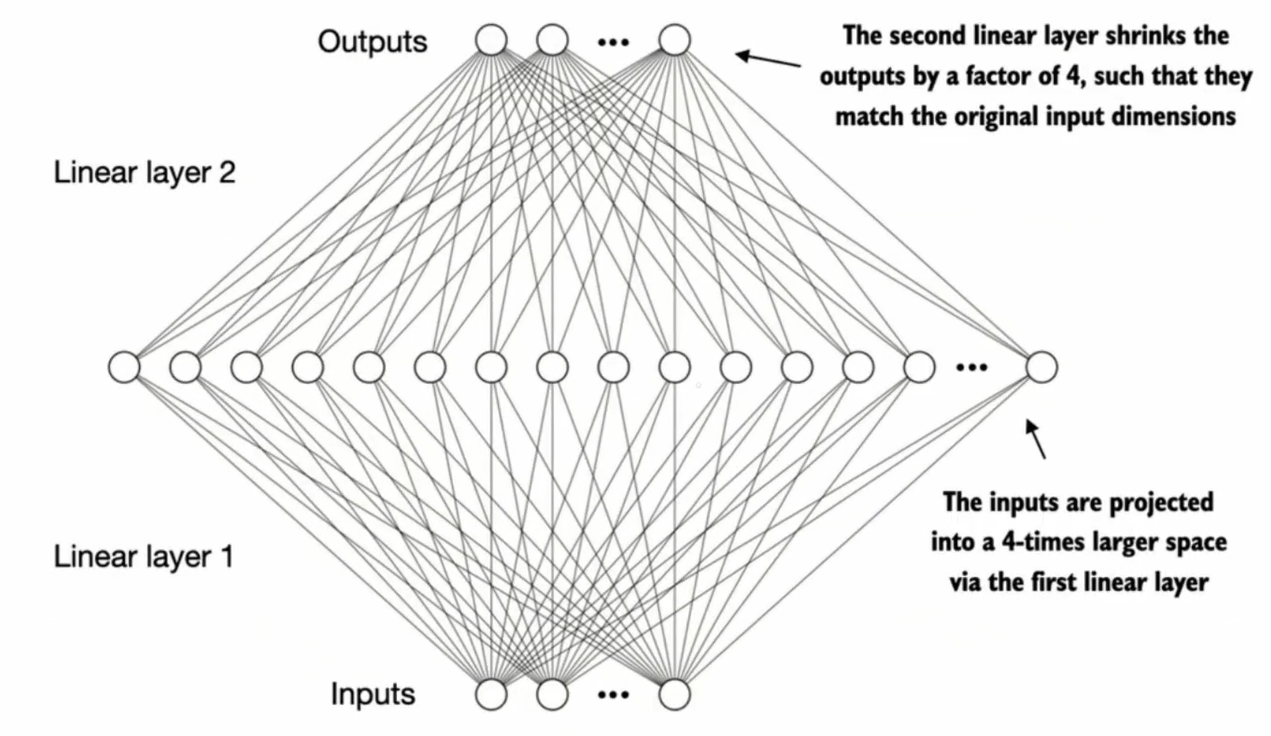 Outputs
The second linear layer shrinks the
outputs by a factor of 4, such that they
match the original input dimensions
Linear layer 2
•••
Linear layer 1
The inputs are projected
into a 4-times larger space
via the first linear layer
Inputs